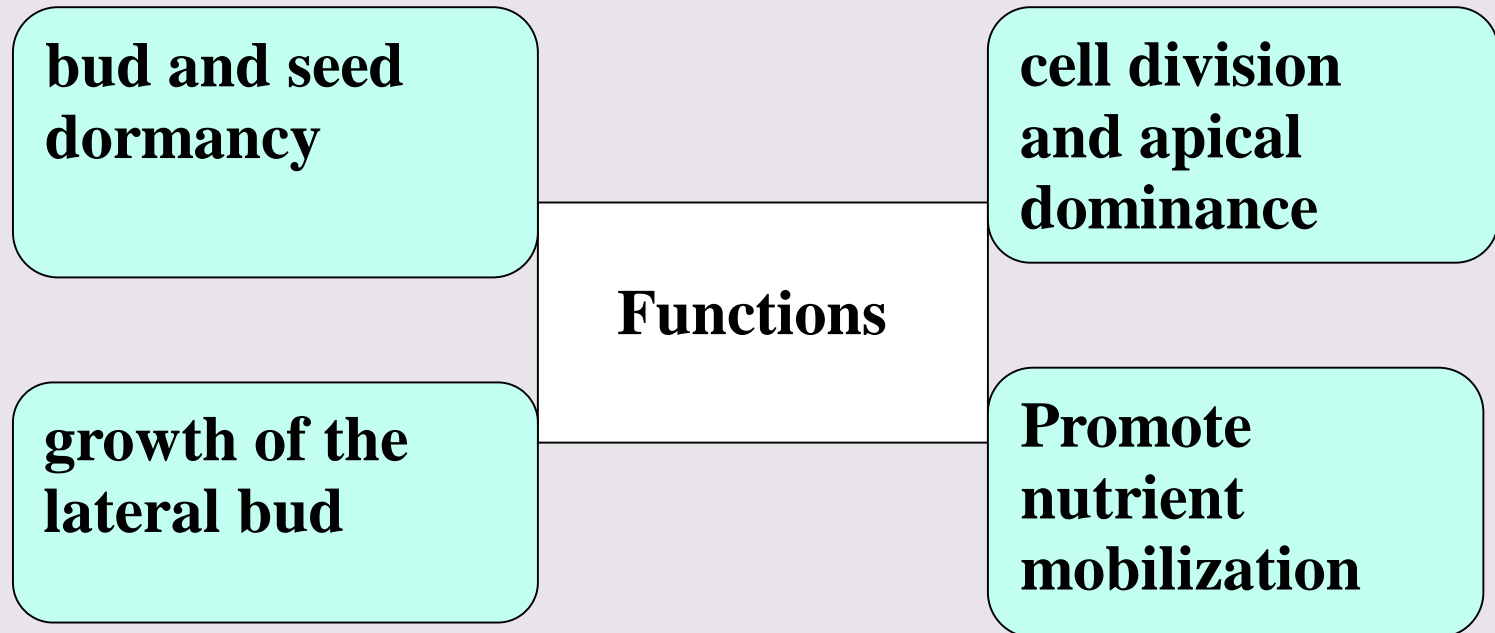 bud and seed
dormancy
cell division
and apical
dominance
Functions
growth of the
lateral bud
Promote
nutrient
mobilization